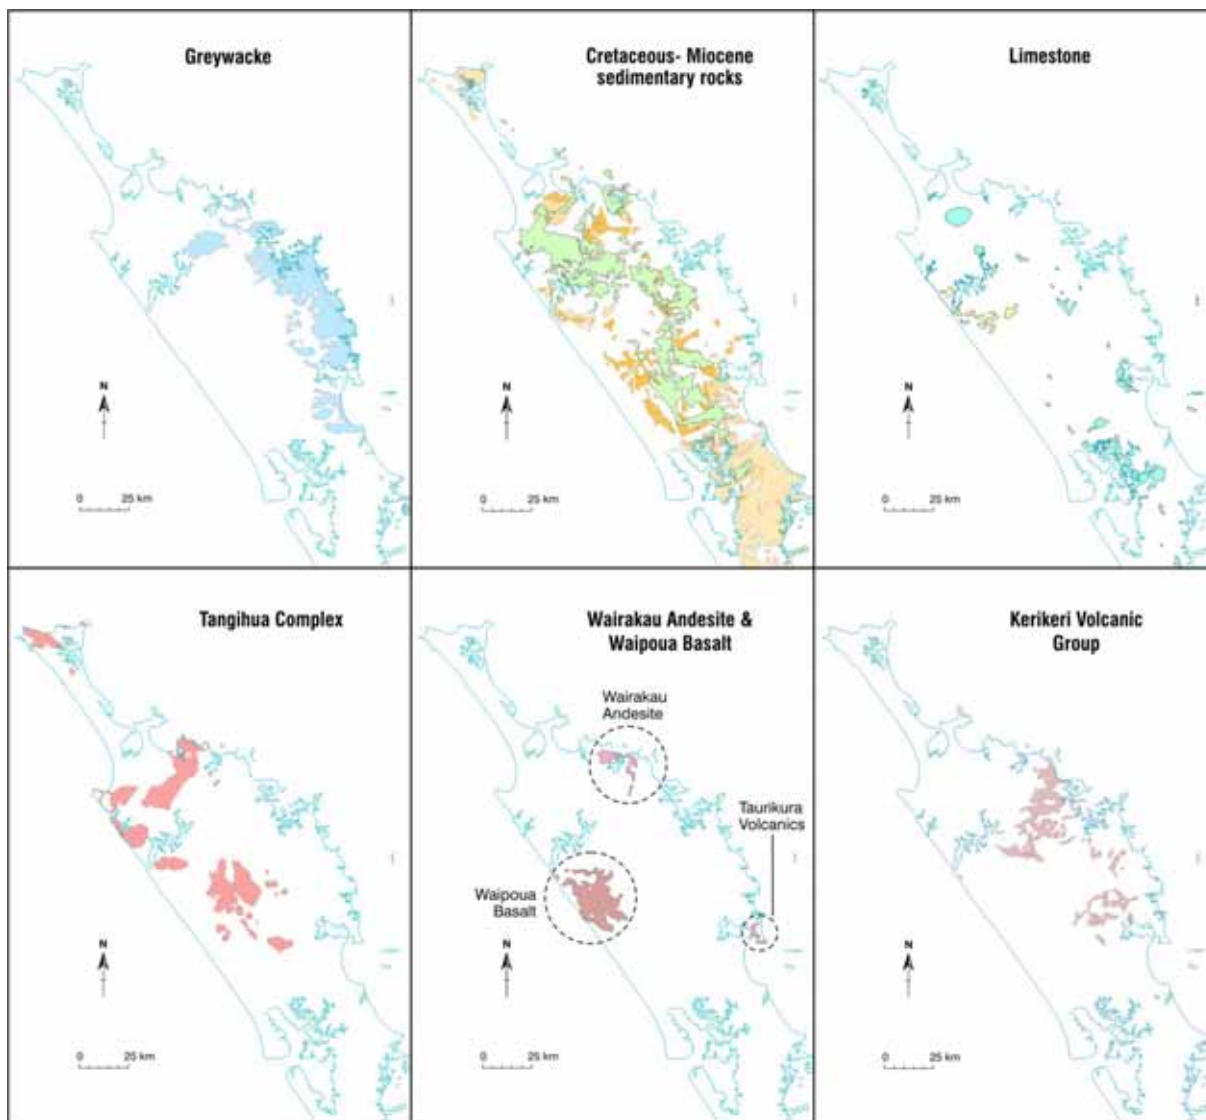 Greywacke
N
0 25 km
Cretaceous- Miocene
sedimentary rocks
N
0 25 km
Limestone
N
0 25 km
Tangihua Complex
N
0 25 km
Wairakau Andesite &
Waipoua Basalt
Wairakau
Andesite
Taurikura
Volcanics
Waipoua
Basalt
N
0 25 km
Kerikeri Volcanic
Group
N
0 25 km